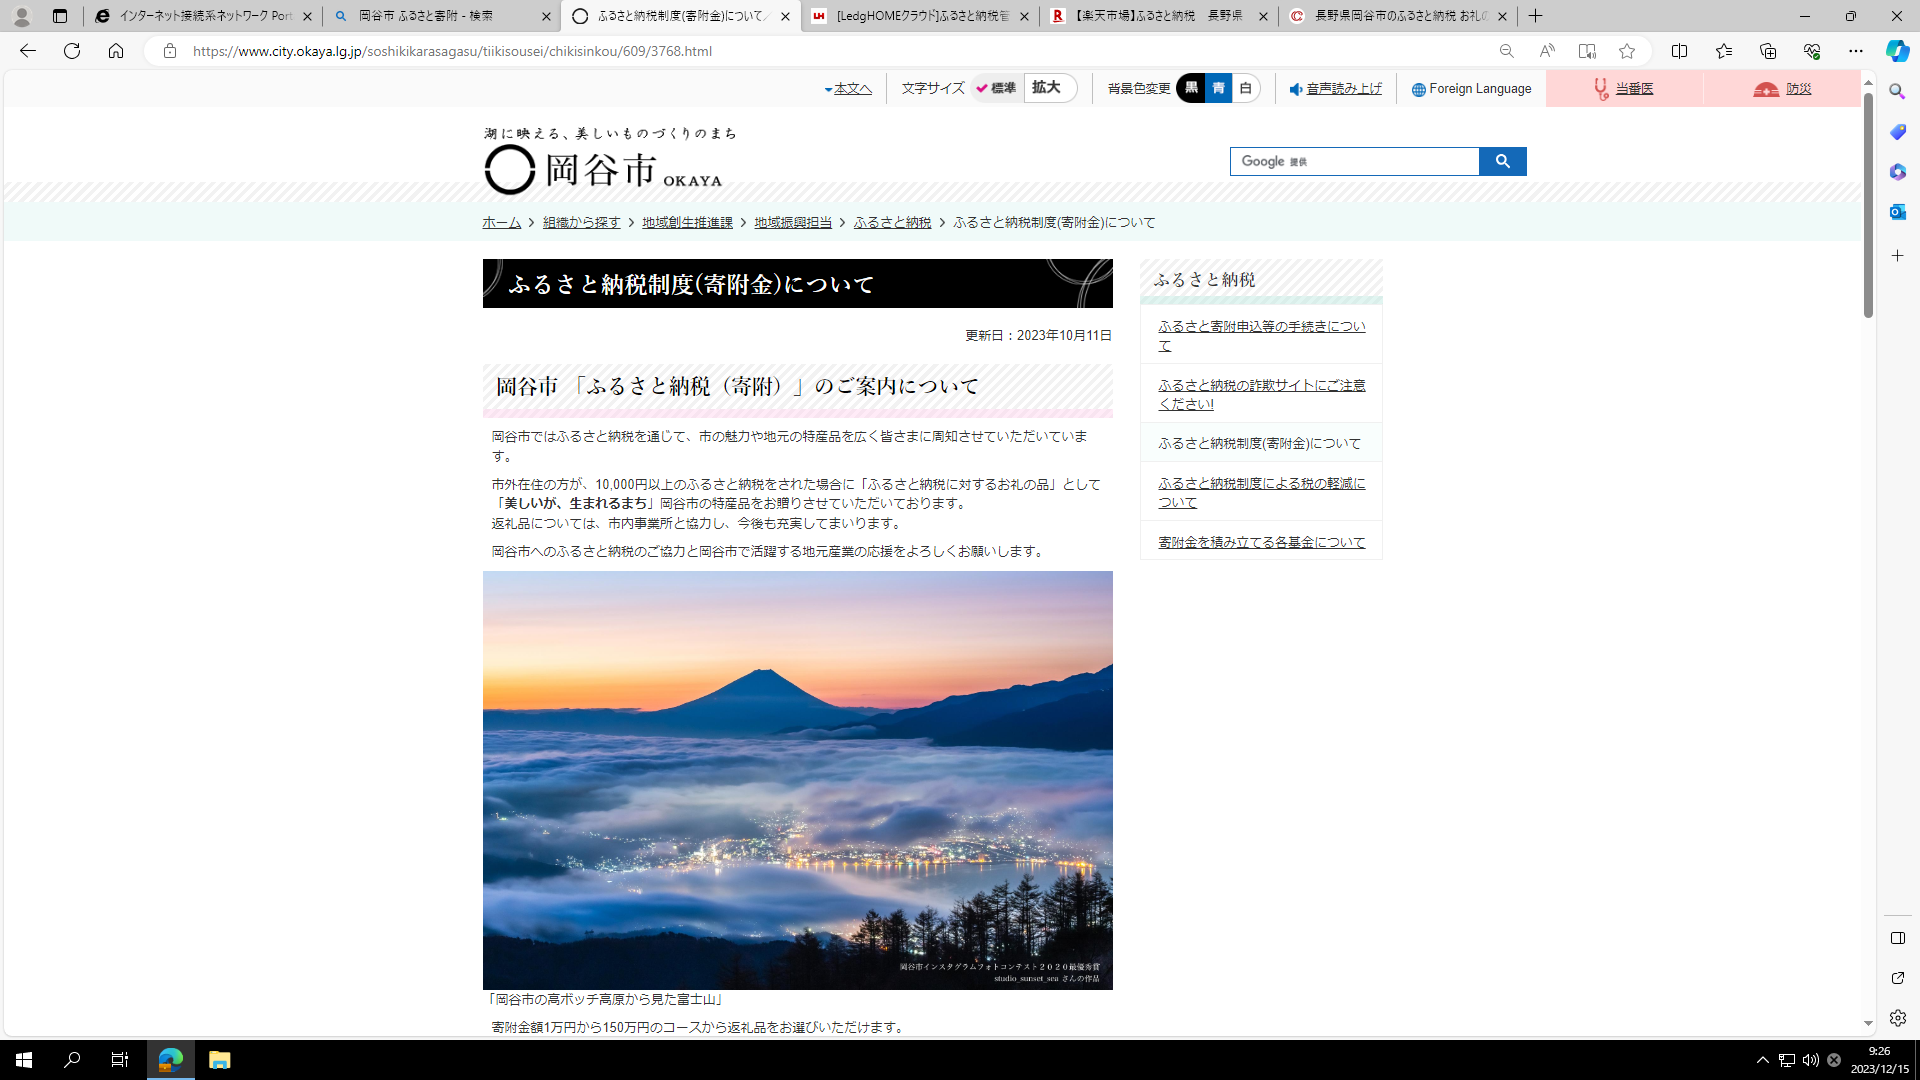 インターネット接続系ネットワーク Port
岡谷市 ふるさと寄附 - 検索
ふるさと納税制度(寄附金)について／
[LedgHOMEクラウド]ふるさと納税管
【楽天市場】ふるさと納税　長野県
長野県岡谷市のふるさと納税 お礼の
https://www.city.okaya.lg.jp/soshikikarasagasu/tiikisousei/chikisinkou/609/3768.html
本文へ
文字サイズ
標準
拡大
背景色変更
黒
青
白
音声読み上げ
Foreign Language
当番医
防災
湖に映える、美しいものづくりのまち
岡谷市 OKAYA
Google 提供
ホーム
組織から探す
地域創生推進課
地域振興担当
ふるさと納税
ふるさと納税制度(寄附金)について
ふるさと納税制度(寄附金)について
更新日：2023年10月11日
岡谷市 「ふるさと納税（寄附）」のご案内について
岡谷市ではふるさと納税を通じて、市の魅力や地元の特産品を広く皆さまに周知させていただいていま
す。
市外在住の方が、10,000円以上のふるさと納税をされた場合に「ふるさと納税に対するお礼の品」として
「美しいが、生まれるまち」岡谷市の特産品をお贈りさせていただいております。
返礼品については、市内事業所と協力し、今後も充実してまいります。
岡谷市へのふるさと納税のご協力と岡谷市で活躍する地元産業の応援をよろしくお願いします。
岡谷市インスタグラムフォトコンテスト２０２０最優秀賞
studio_sunset_sea さんの作品
「岡谷市の高ボッチ高原から見た富士山」
寄附金額1万円から150万円のコースから返礼品をお選びいただけます。
ふるさと納税
ふるさと寄附申込等の手続きについ
て
ふるさと納税の詐欺サイトにご注意
ください!
ふるさと納税制度(寄附金)について
ふるさと納税制度による税の軽減に
ついて
寄附金を積み立てる各基金について
9:26
2023/12/15